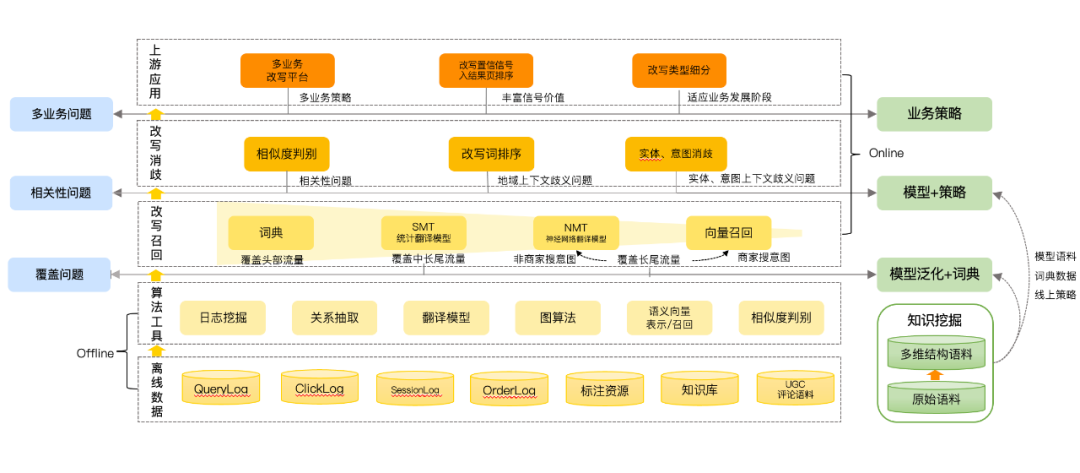 上游应用
多业务
改写平台
改写置信信号
入结果页排序
改写类型细分
多业务策略
丰富信号价值
适应业务发展阶段
多业务问题
业务策略
改写消歧
相似度判别
改写词排序
实体、意图消歧
Online
相关性问题
地域上下文歧义问题
实体、意图上下文歧义问题
相关性问题
模型+策略
改写召回
词典
SMT
统计翻译模型
NMT
神经网络翻译模型
向量召回
覆盖头部流量
覆盖中长尾流量
非商家搜意图
覆盖长尾流量
商家搜意图
覆盖问题
模型泛化+词典
模型语料
词典数据
线上策略
算法工具
日志挖掘
关系抽取
翻译模型
图算法
语义向量
表示/召回
相似度判别
Offline
离线数据
QueryLog
ClickLog
SessionLog
OrderLog
标注资源
知识库
UGC
评论语料
知识挖掘
多维结构语料
原始语料